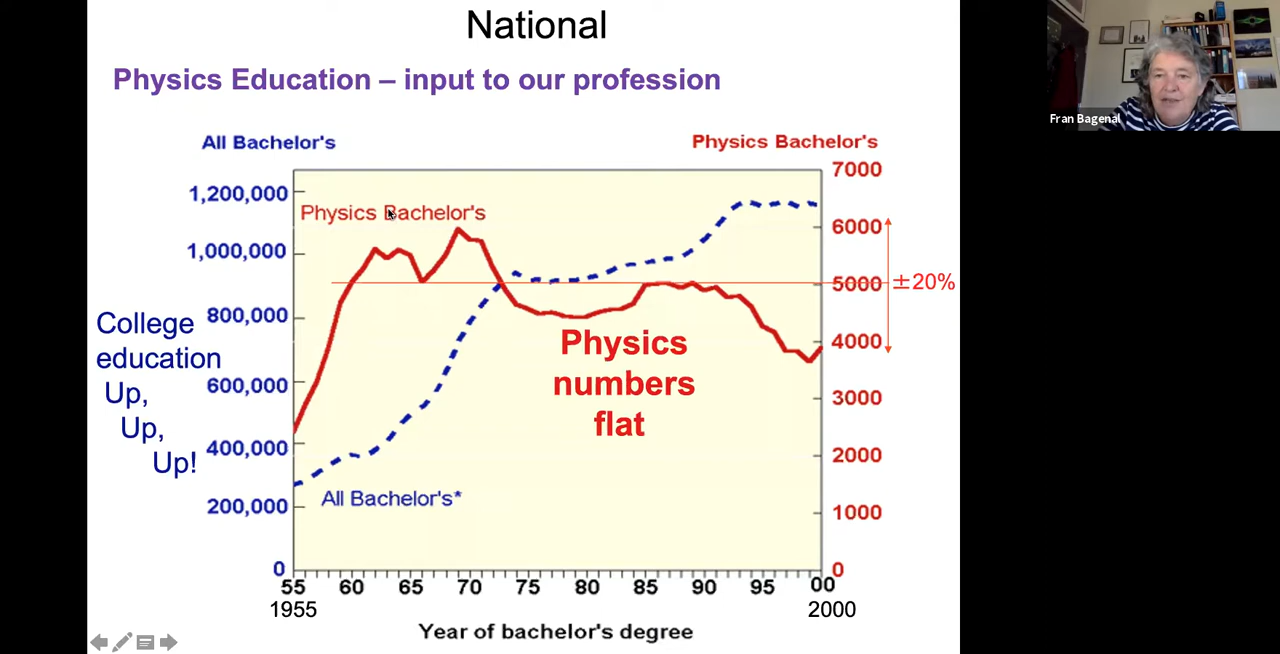 National
Physics Education – input to our profession
Fran Bagenal
All Bachelor's
Physics Bachelor's
7000
1,200,000
Physics Bachelor's
6000
1,000,000
5000
±20%
800,000
College
education
Up,
Up,
Up!
Physics
numbers
flat
4000
600,000
3000
400,000
2000
All Bachelor's*
200,000
1000
0
0
55 60 65 70 75 80 85 90 95 00
1955
2000
Year of bachelor's degree